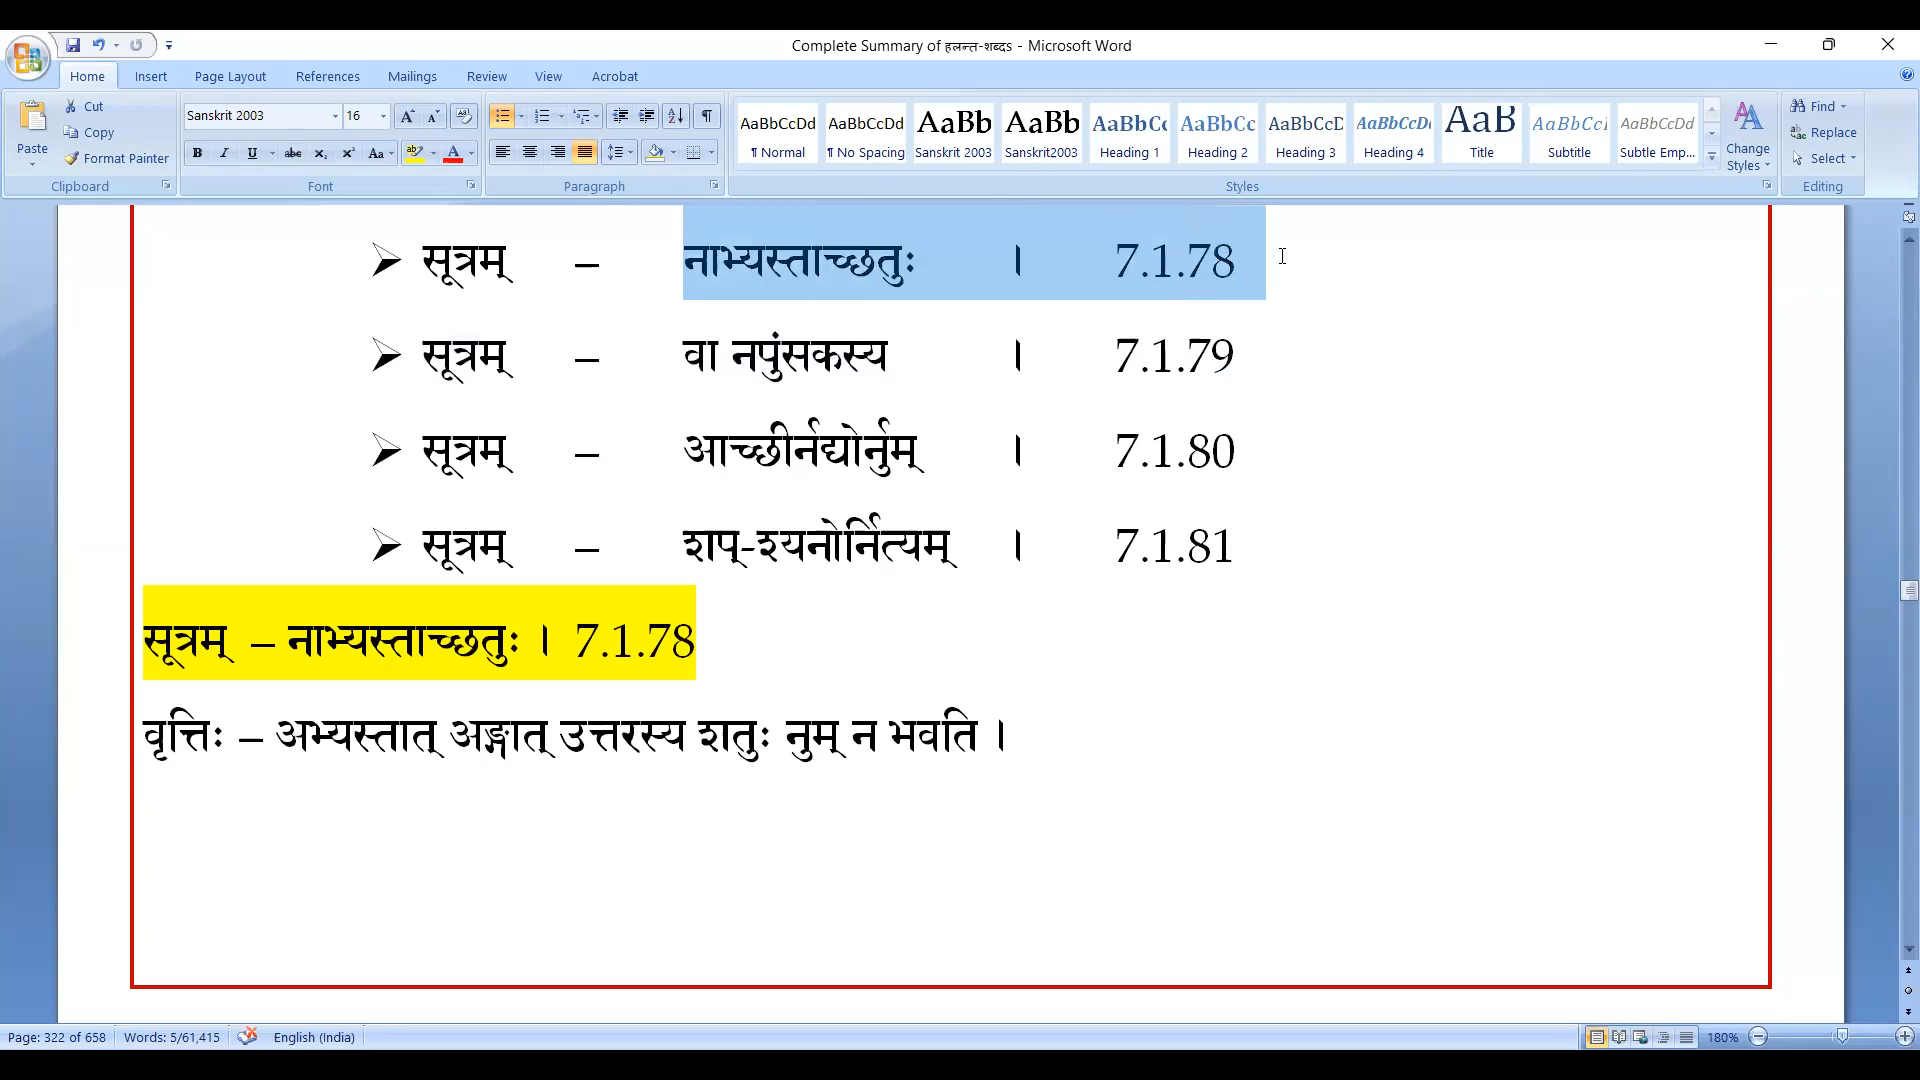 Complete Summary of हलन्त-शब्दs - Microsoft Word
Home Insert Page Layout References Mailings Review View Acrobat
Paste Cut Copy Format Painter
Sanskrit 2003 16
AaBbCcDd AaBbCcDd AaBb AaBb AaBbCc AaBbCc AaBbCcD AaBbCcDd AaB AaBbCcI AaBbCcDd
¶ Normal ¶ No Spacing Sanskrit 2003 Sanskrit2003 Heading 1 Heading 2 Heading 3 Heading 4 Title Subtitle Subtle Emp...
Change Styles
Find Replace Select
Clipboard Font Paragraph Styles Editing
सूत्रम् – नाभ्यस्ताच्छतुः । 7.1.78
सूत्रम् – वा नपुंसकस्य । 7.1.79
सूत्रम् – आच्छीर्नद्योर्नुम् । 7.1.80
सूत्रम् – शप्-श्यनोर्नित्यम् । 7.1.81
सूत्रम् – नाभ्यस्ताच्छतुः । 7.1.78
वृत्तिः – अभ्यस्तात् अङ्गात् उत्तरस्य शतुः नुम् न भवति ।
Page: 322 of 658 Words: 5/61,415 English (India) 180%